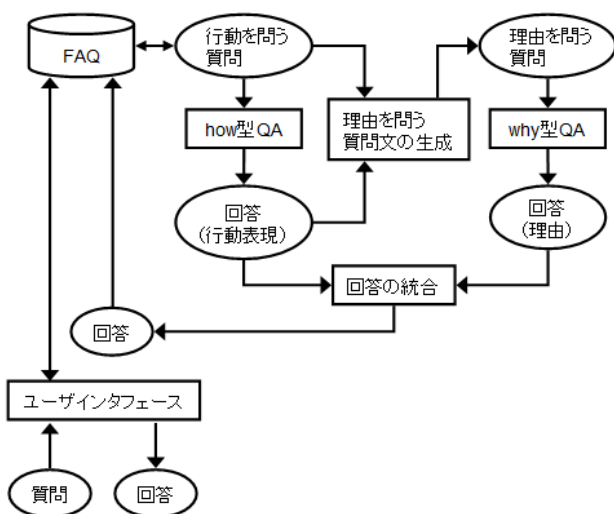 FAQ
行動を問う
質問
理由を問う
質問
how型QA
理由を問う
質問文の生成
why型QA
回答
(行動表現)
回答
(理由)
回答の統合
回答
ユーザインタフェース
質問
回答